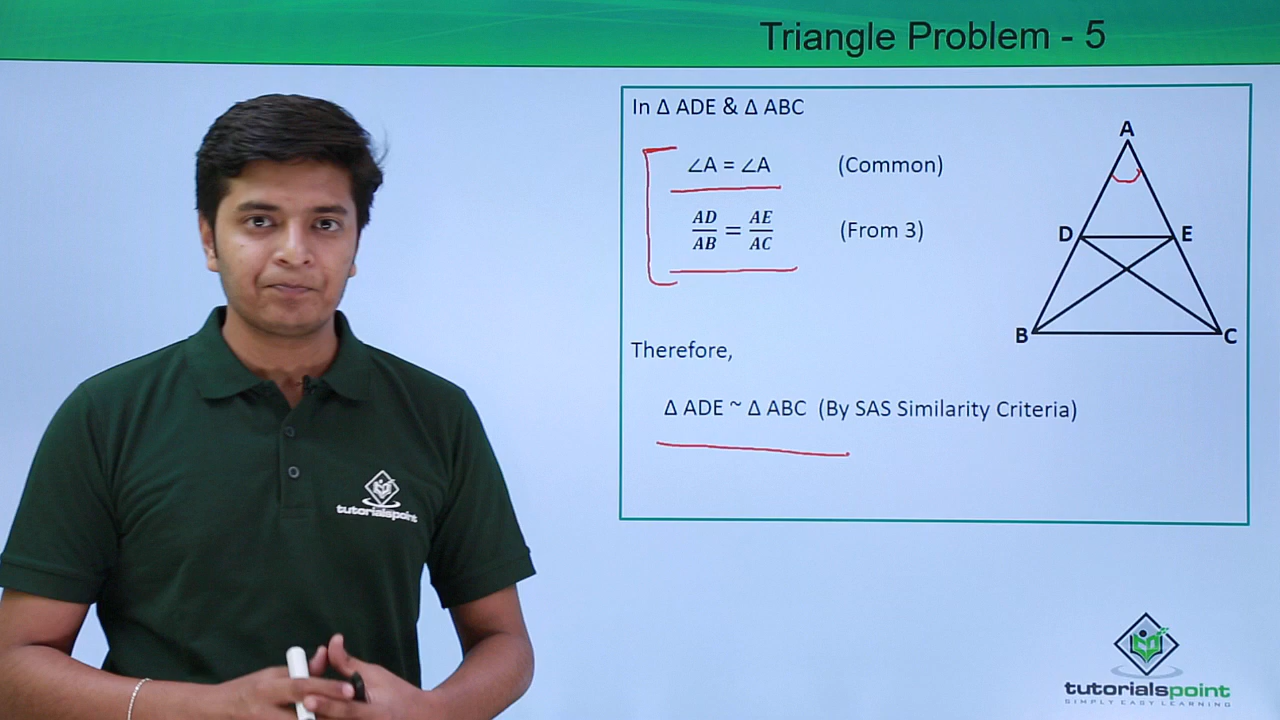 Triangle Problem - 5
In Δ ADE & Δ ABC
∠A = ∠A (Common)
AD/AB = AE/AC (From 3)
Therefore,
Δ ADE ~ Δ ABC (By SAS Similarity Criteria)
A
D
E
B
C
tutorialspoint
tutorialspoint
SIMPLY EASY LEARNING